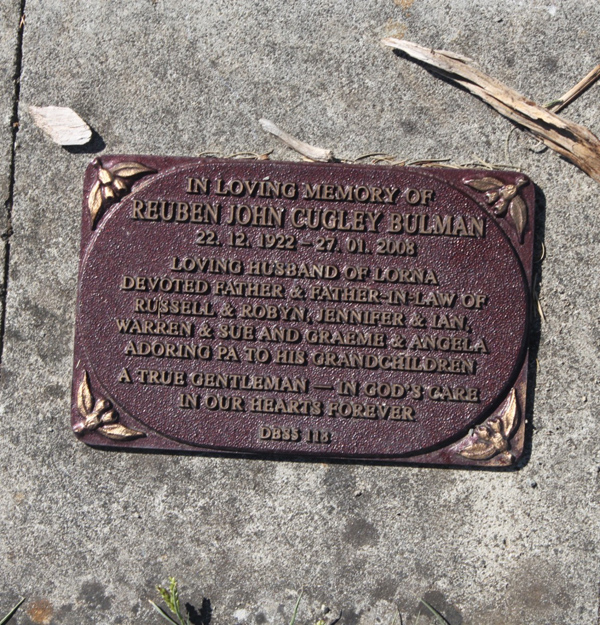 IN LOVING MEMORY OF
REUBEN JOHN CUGLEY BULMAN
22. 12. 1922 – 27. 01. 2008
LOVING HUSBAND OF LORNA
DEVOTED FATHER & FATHER-IN-LAW OF
RUSSELL & ROBYN, JENNIFER & IAN,
WARREN & SUE AND GRAEME & ANGELA
ADORING PA TO HIS GRANDCHILDREN
A TRUE GENTLEMAN — IN GOD'S CARE
IN OUR HEARTS FOREVER
DBSS 118